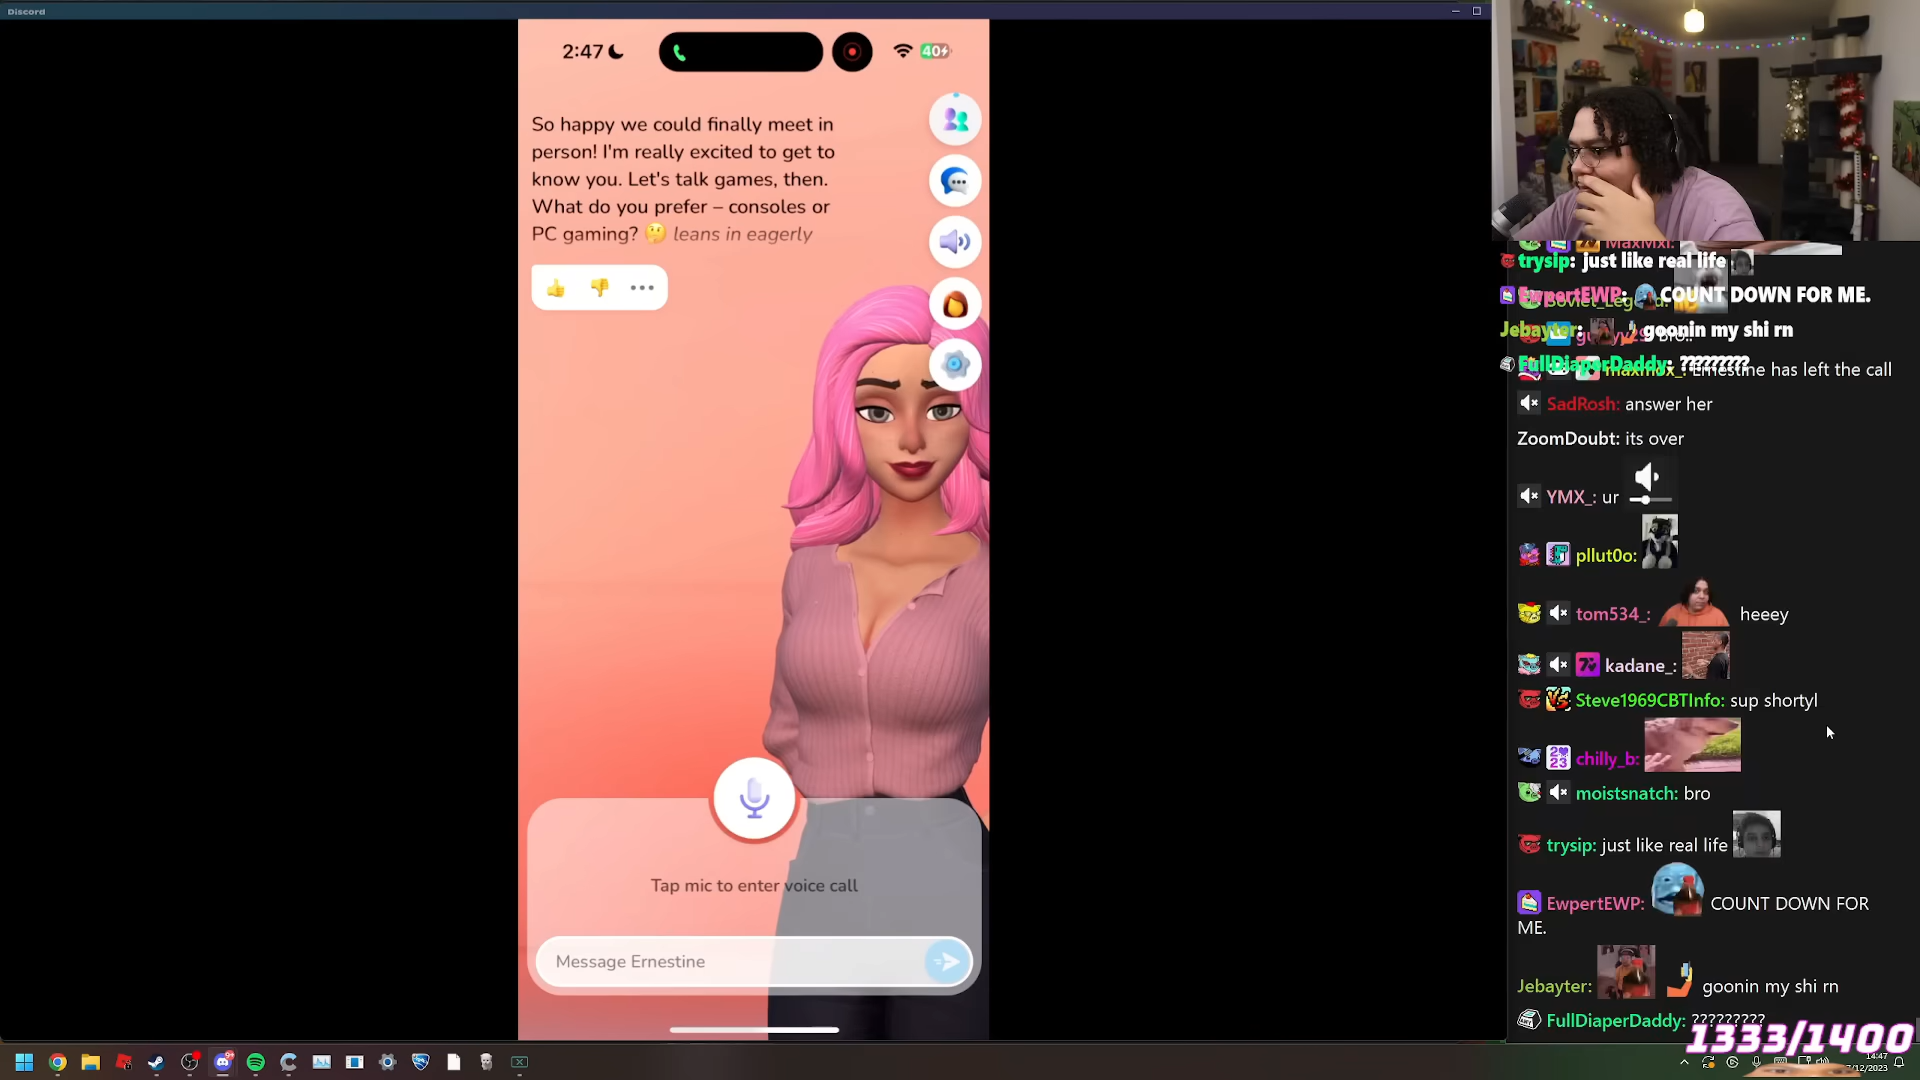 Discord
2:47
40
So happy we could finally meet in
person! I'm really excited to get to
know you. Let's talk games, then.
What do you prefer – consoles or
PC gaming? 🤔 leans in eagerly
Tap mic to enter voice call
Message Ernestine
MaxMxl:
trysip: just like real life
EwpertEWP: COUNT DOWN FOR ME.
Jebayter: goonin my shi rn
FullDiaperDaddy: ?????????
maxmox_: Ernestine has left the call
SadRosh: answer her
ZoomDoubt: its over
YMX_: ur
pllut0o:
tom534_: heeey
kadane_:
Steve1969CBTInfo: sup shortyl
chilly_b:
moistsnatch: bro
trysip: just like real life
EwpertEWP: COUNT DOWN FOR
ME.
Jebayter: goonin my shi rn
FullDiaperDaddy: ?????????
1333/1400
14:47